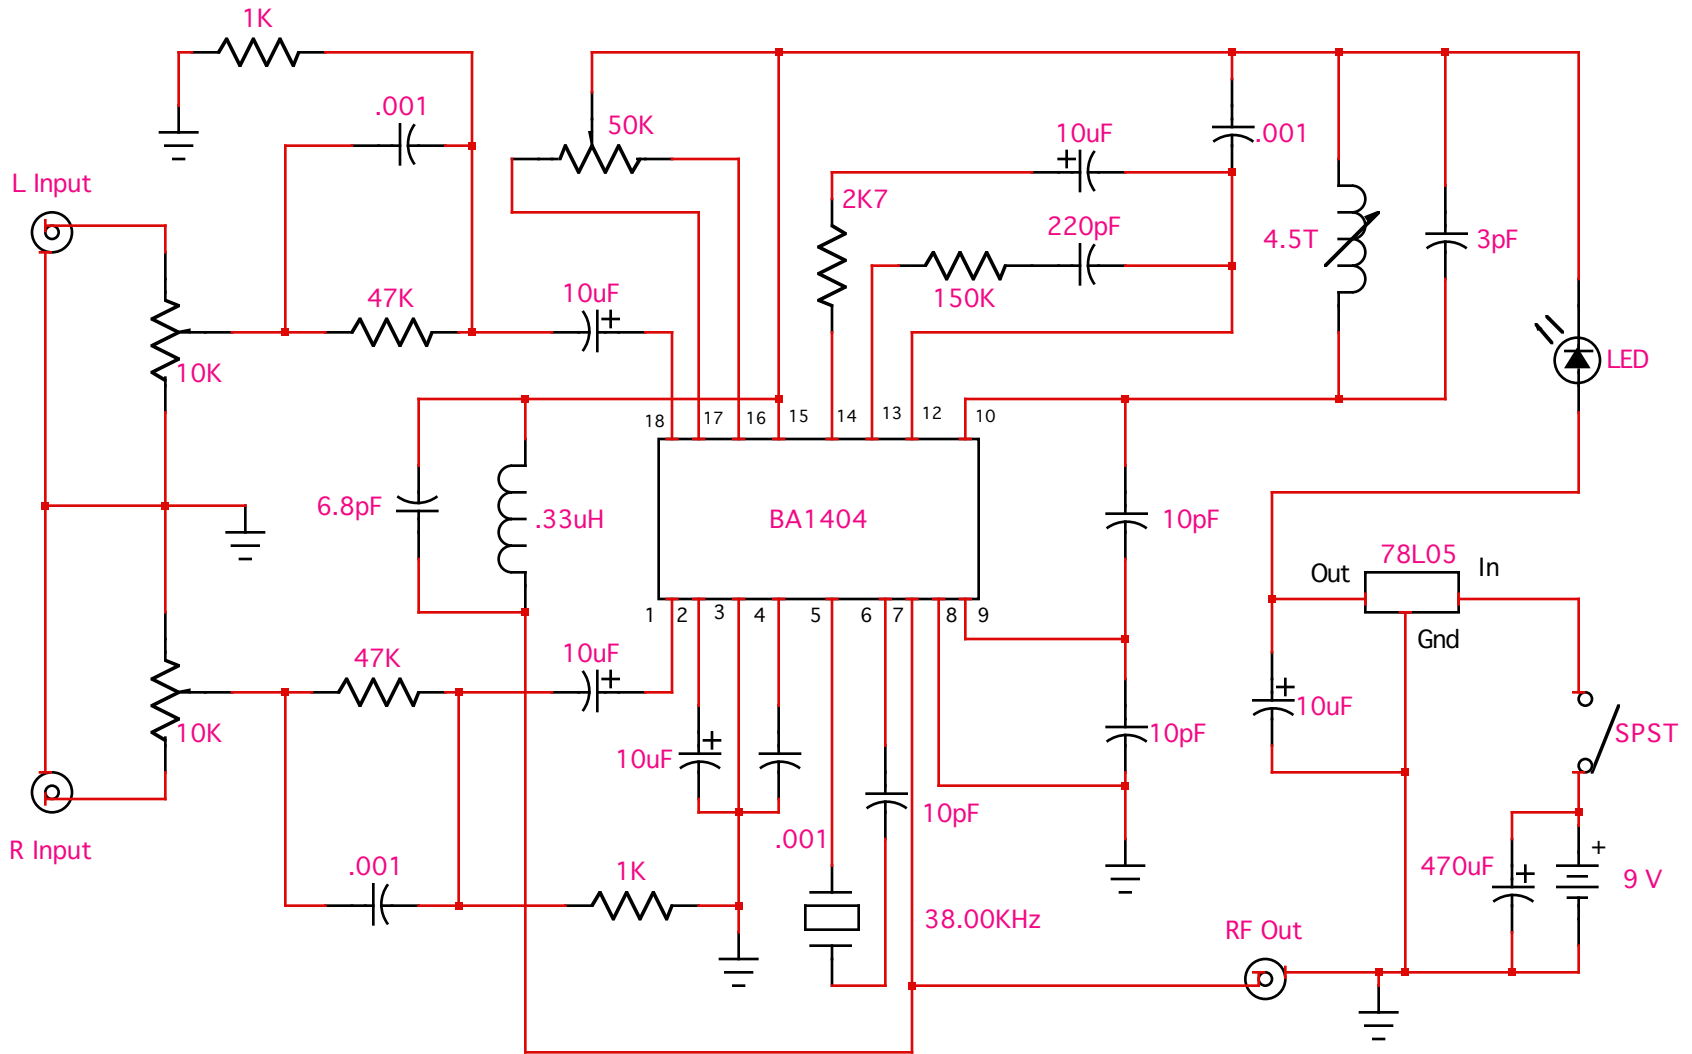 1K
.001
50K
10uF
.001
L Input
2K7
220pF
4.5T
3pF
47K
10uF
150K
10K
LED
18
17
16
15
14
13
12
10
6.8pF
.33uH
BA1404
10pF
78L05
Out
In
Gnd
1
2
3
4
5
6
7
8
9
47K
10uF
10K
10uF
10pF
10uF
SPST
10pF
.001
R Input
.001
1K
470uF
9 V
38.00KHz
RF Out